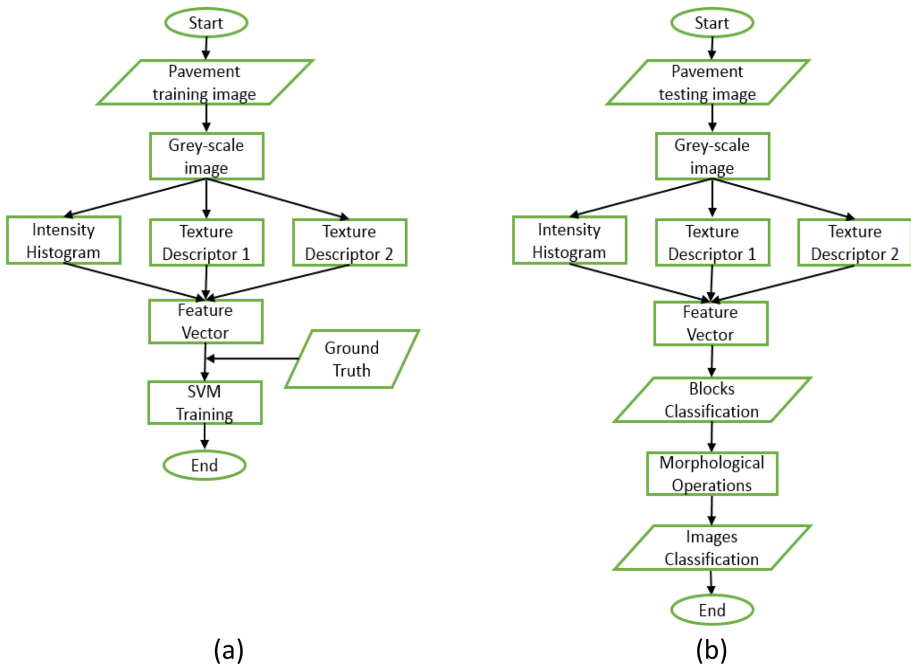 Start
Pavement
training image
Grey-scale
image
Intensity
Histogram
Texture
Descriptor 1
Texture
Descriptor 2
Feature
Vector
Ground
Truth
SVM
Training
End
(a)
Start
Pavement
testing image
Grey-scale
image
Intensity
Histogram
Texture
Descriptor 1
Texture
Descriptor 2
Feature
Vector
Blocks
Classification
Morphological
Operations
Images
Classification
End
(b)